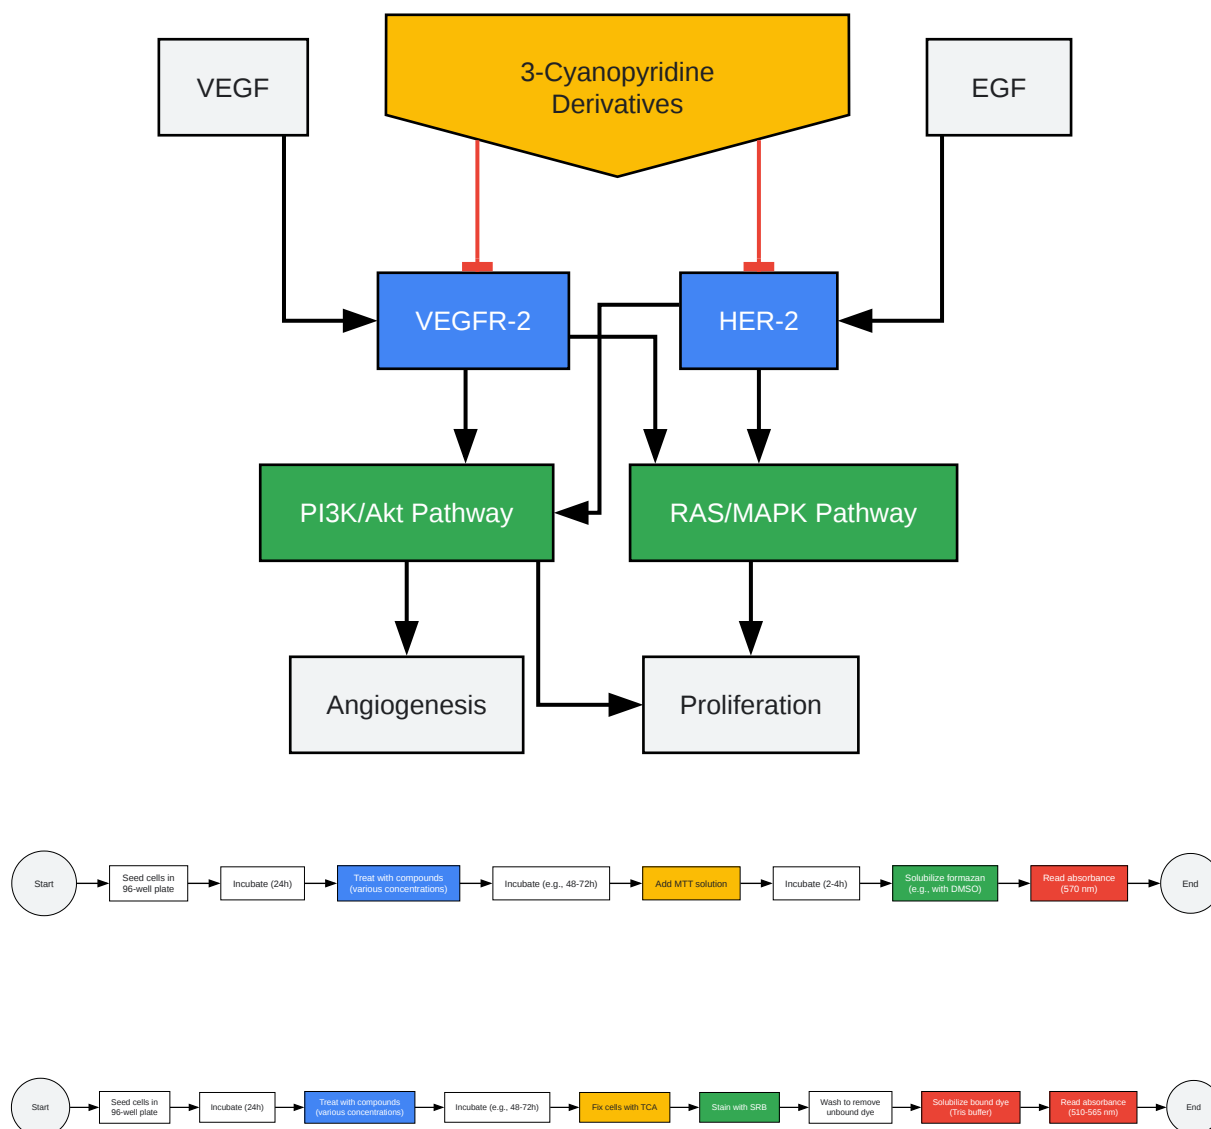 VEGF
3-Cyanopyridine
Derivatives
EGF
VEGFR-2
HER-2
PI3K/Akt Pathway
RAS/MAPK Pathway
Angiogenesis
Proliferation
Start
Seed cells in
96-well plate
Incubate (24h)
Treat with compounds
(various concentrations)
Incubate (e.g., 48-72h)
Add MTT solution
Incubate (2-4h)
Solubilize formazan
(e.g., with DMSO)
Read absorbance
(570 nm)
End
Start
Seed cells in
96-well plate
Incubate (24h)
Treat with compounds
(various concentrations)
Incubate (e.g., 48-72h)
Fix cells with TCA
Stain with SRB
Wash to remove
unbound dye
Solubilize bound dye
(Tris buffer)
Read absorbance
(510-565 nm)
End